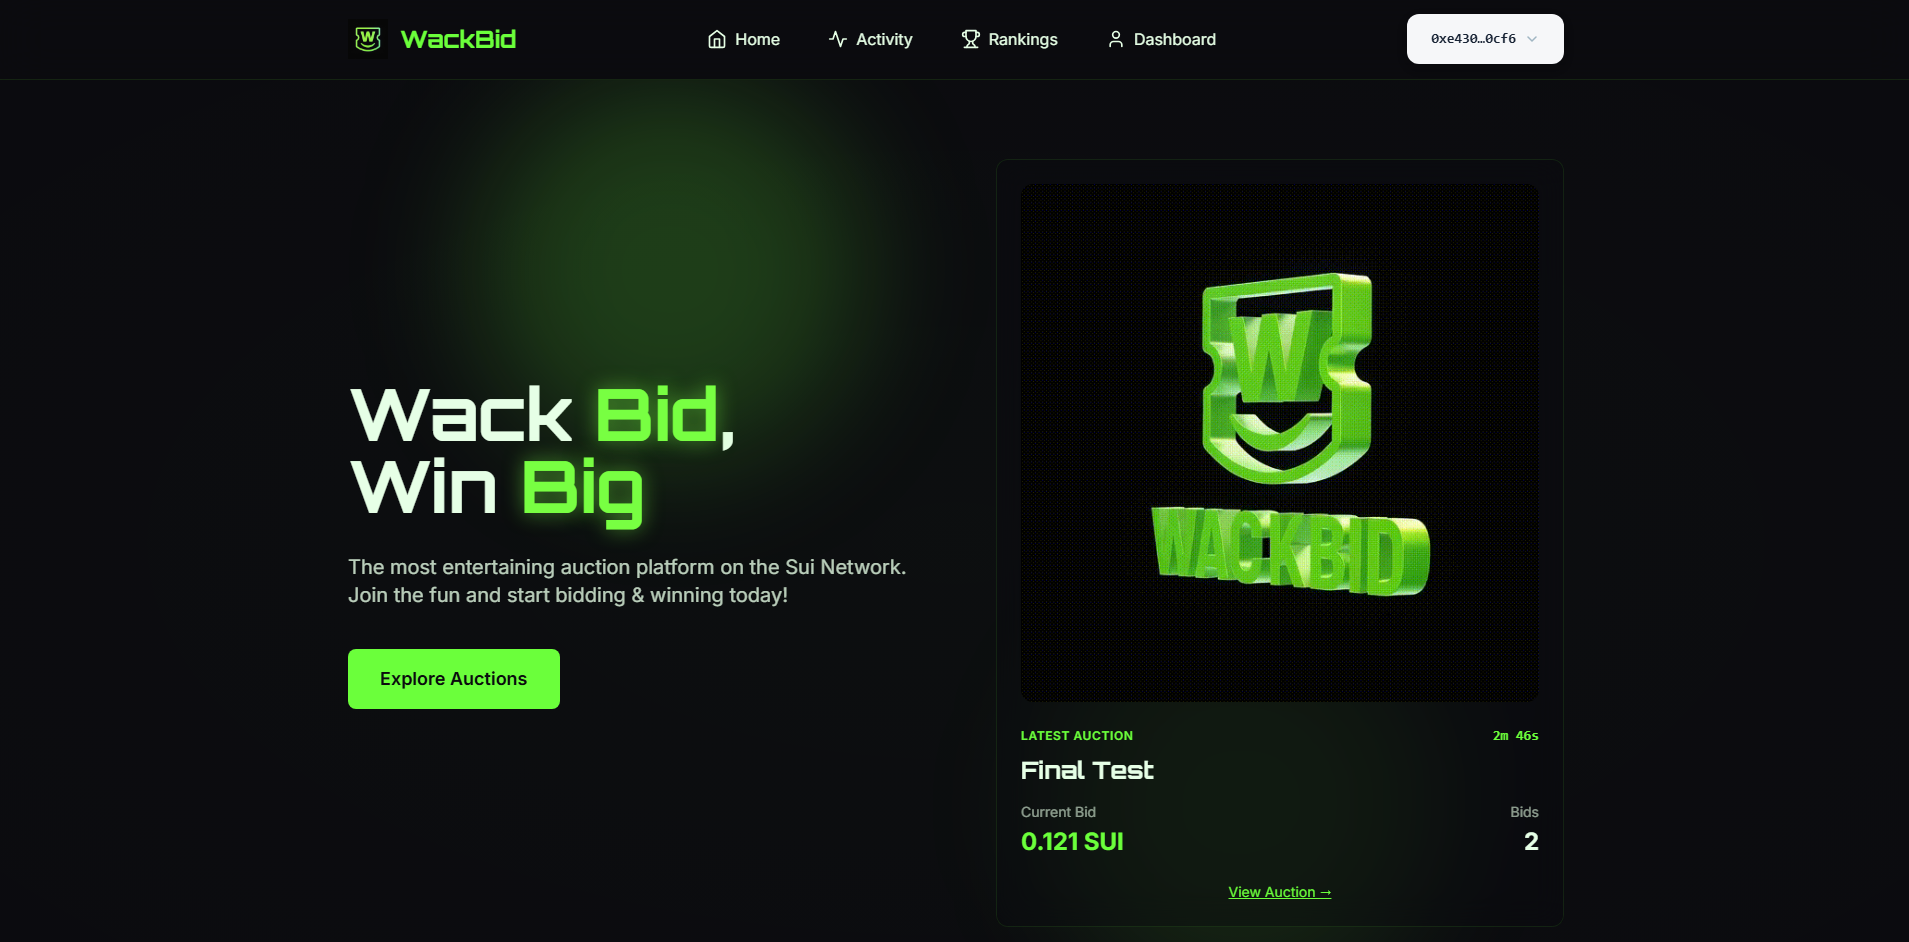 W
WackBid
Home
Activity
Rankings
Dashboard
0xe430…0cf6
Wack Bid,
Win Big
The most entertaining auction platform on the Sui Network.
Join the fun and start bidding & winning today!
Explore Auctions
W
WACKBID
LATEST AUCTION
2m 46s
Final Test
Current Bid
Bids
0.121 SUI
2
View Auction →